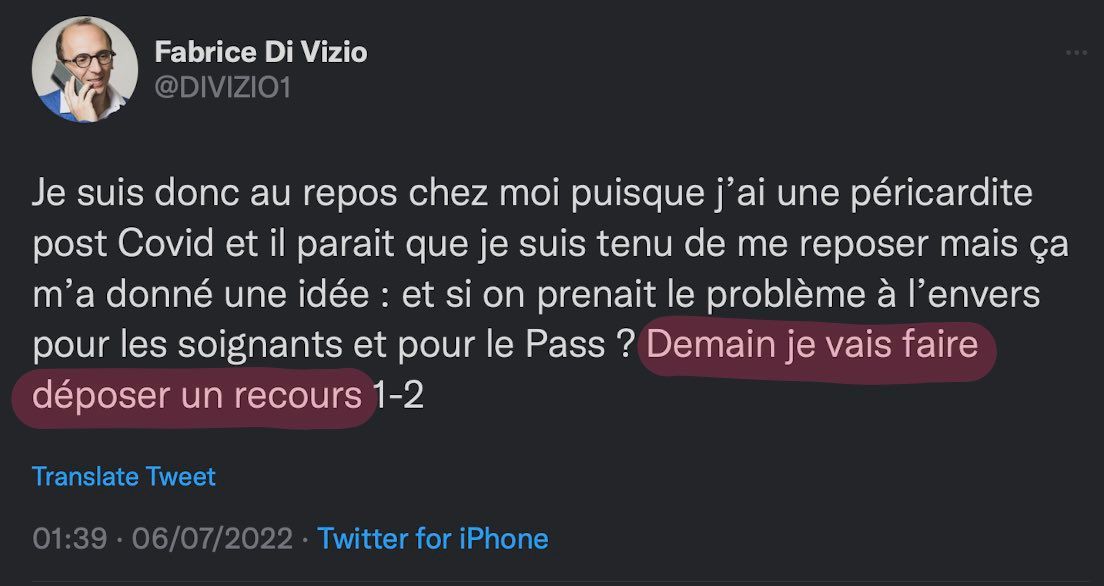 Fabrice Di Vizio
@DIVIZIO1
Je suis donc au repos chez moi puisque j’ai une péricardite
post Covid et il parait que je suis tenu de me reposer mais ça
m’a donné une idée : et si on prenait le problème à l’envers
pour les soignants et pour le Pass ? Demain je vais faire
déposer un recours 1-2
Translate Tweet
01:39 · 06/07/2022 · Twitter for iPhone